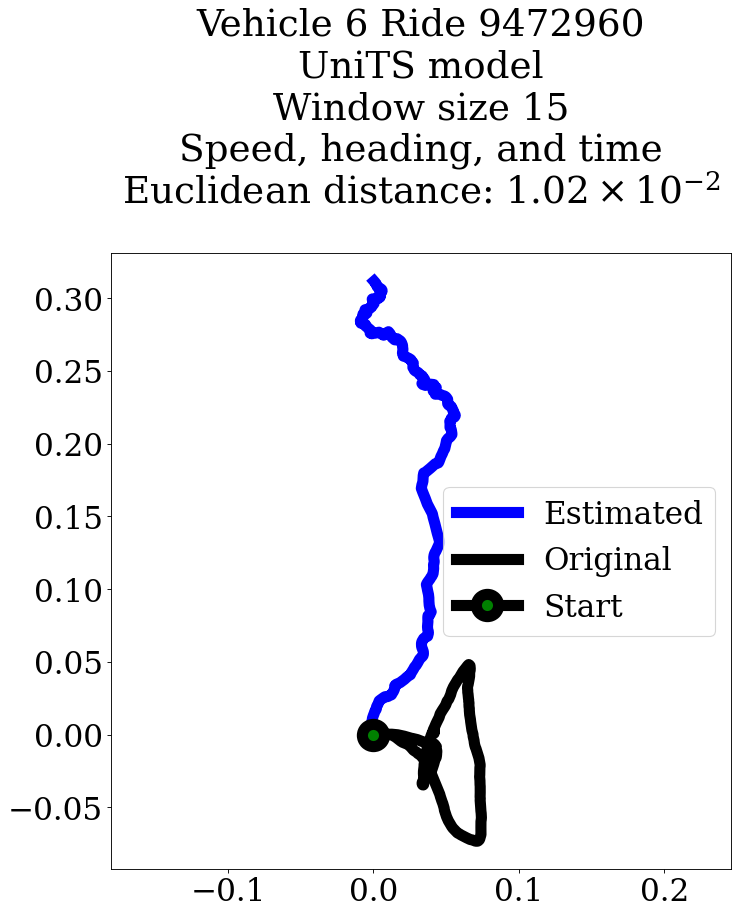 Vehicle 6 Ride 9472960
UniTS model
Window size 15
Speed, heading, and time
Euclidean distance: 1.02 × 10⁻²
0.30
0.25
0.20
0.15
0.10
0.05
0.00
−0.05
Estimated
Original
Start
−0.1
0.0
0.1
0.2